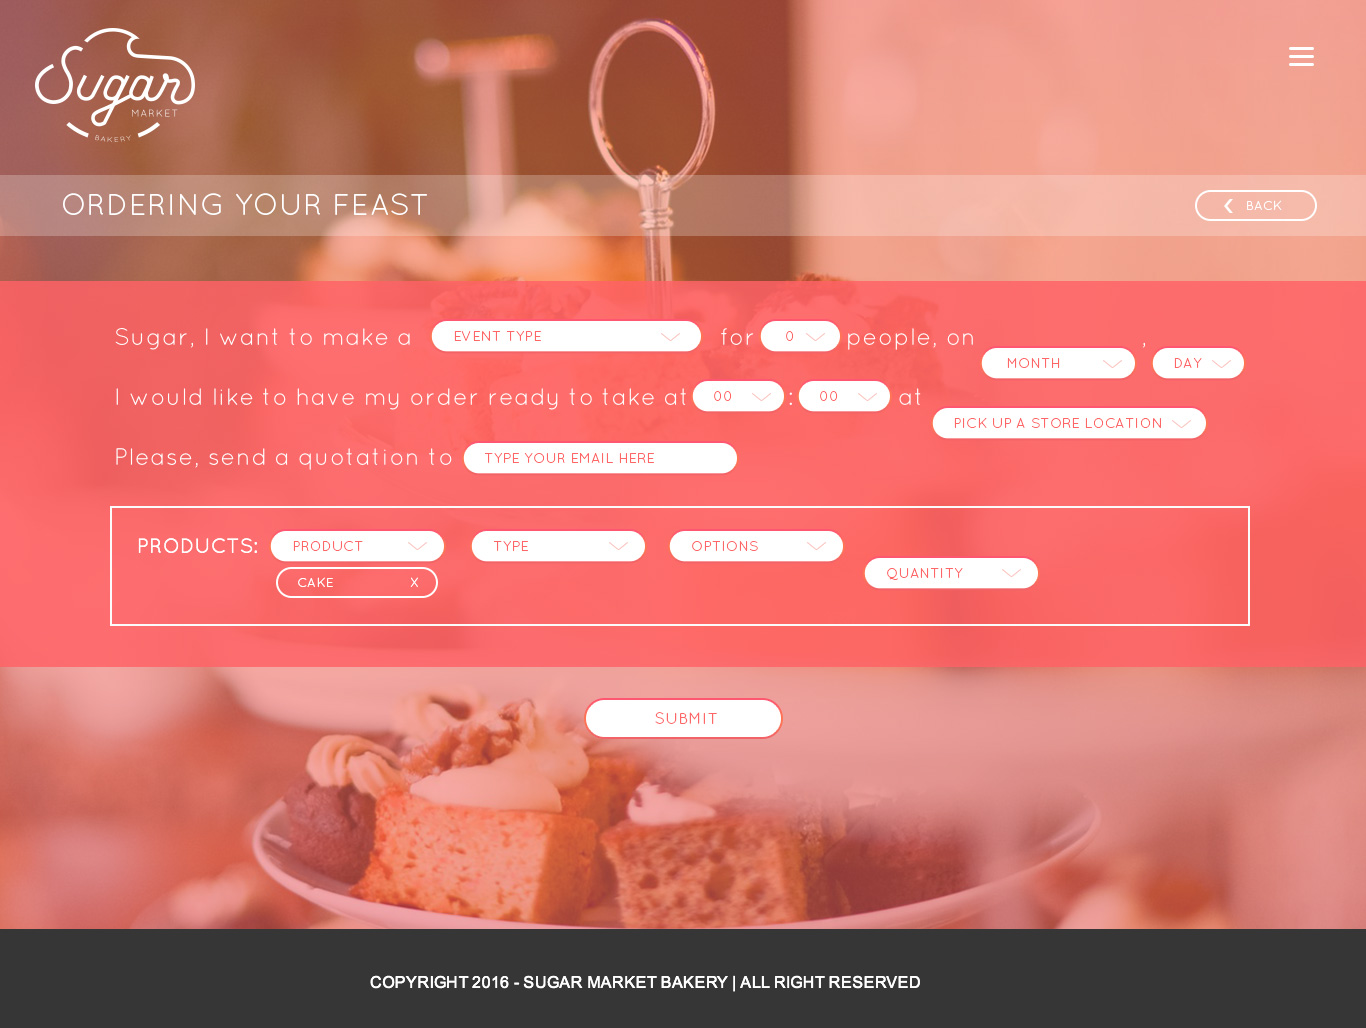 Sugar
MARKET
BAKERY
ORDERING YOUR FEAST
BACK
Sugar, I want to make a EVENT TYPE for 0 people, on MONTH , DAY
I would like to have my order ready to take at 00 : 00 at PICK UP A STORE LOCATION
Please, send a quotation to TYPE YOUR EMAIL HERE
PRODUCTS: PRODUCT TYPE OPTIONS QUANTITY
CAKE X
SUBMIT
COPYRIGHT 2016 - SUGAR MARKET BAKERY | ALL RIGHT RESERVED